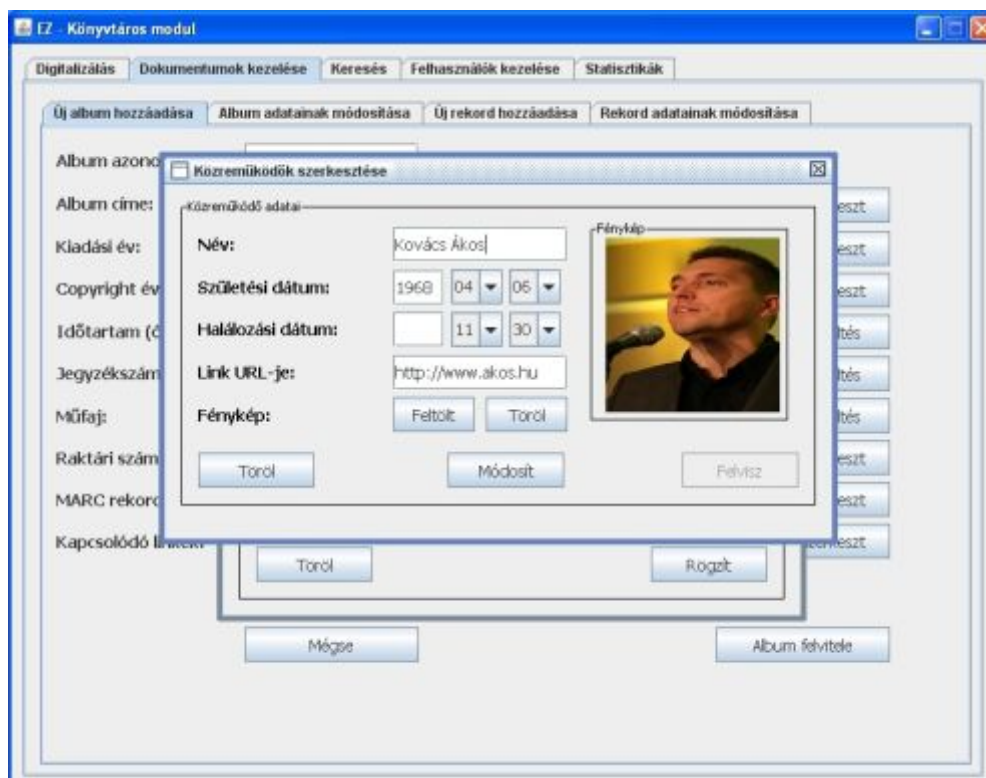 EZ - Könyvtáros modul
Digitalizálás Dokumentumok kezelése Keresés Felhasználók kezelése Statisztikák
Új album hozzáadása Album adatainak módosítása Új rekord hozzáadása Rekord adatainak módosítása
Album azono
Közreműködők szerkesztése
Album címe:
Közreműködő adatai
eszt
Név:
Kovács Ákos
Fénykép
Kiadási év:
eszt
Születési dátum:
1968 04 06
Copyright év
eszt
Halálozási dátum:
11 30
Időtartam (ó
ltés
Link URL-je:
http://www.akos.hu
Jegyzékszám
ltés
Fénykép:
Feltölt Töröl
Műfaj:
ltés
Raktári szám
Töröl Módosít Felvisz
eszt
MARC rekord
eszt
Kapcsolódó linkek:
zerkeszt
Töröl Rögzít
Mégse Album felvitele